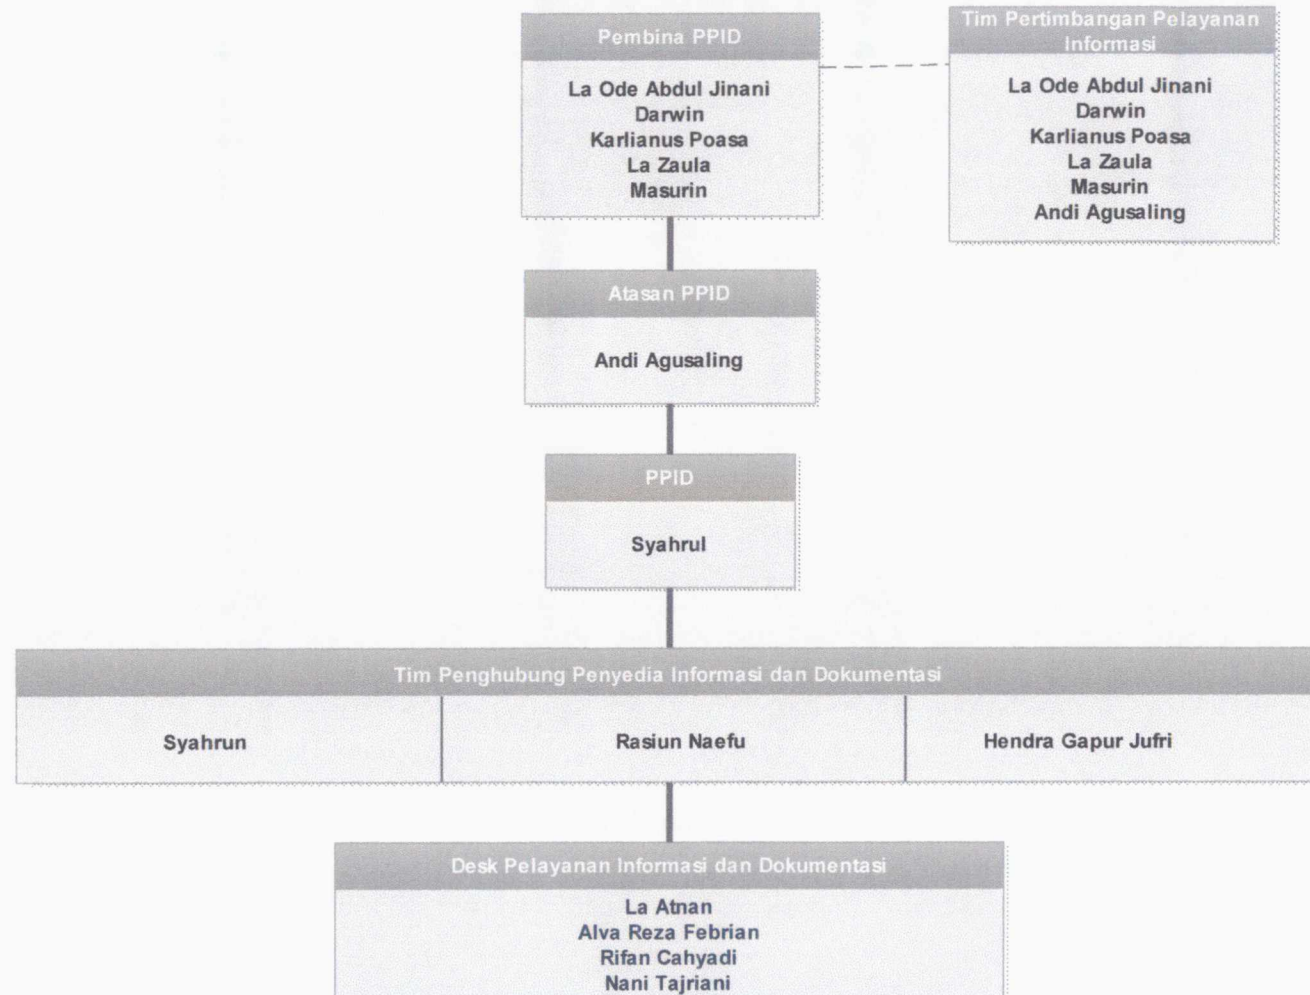 Pembina PPID
La Ode Abdul Jinani
Darwin
Karlianus Poasa
La Zaula
Masurin
Tim Pertimbangan Pelayanan
Informasi
La Ode Abdul Jinani
Darwin
Karlianus Poasa
La Zaula
Masurin
Andi Agusaling
Atasan PPID
Andi Agusaling
PPID
Syahrul
Tim Penghubung Penyedia Informasi dan Dokumentasi
Syahrun
Rasiun Naefu
Hendra Gapur Jufri
Desk Pelayanan Informasi dan Dokumentasi
La Atnan
Alva Reza Febrian
Rifan Cahyadi
Nani Tajriani